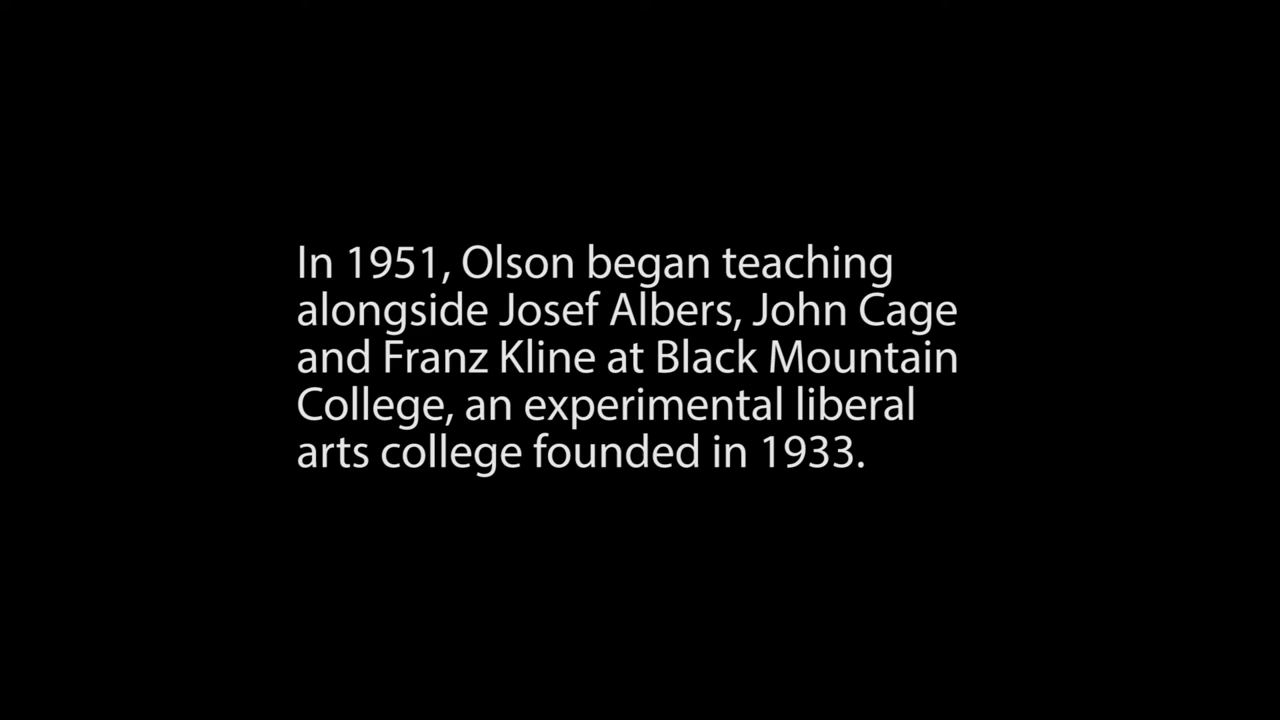 In 1951, Olson began teaching
alongside Josef Albers, John Cage
and Franz Kline at Black Mountain
College, an experimental liberal
arts college founded in 1933.